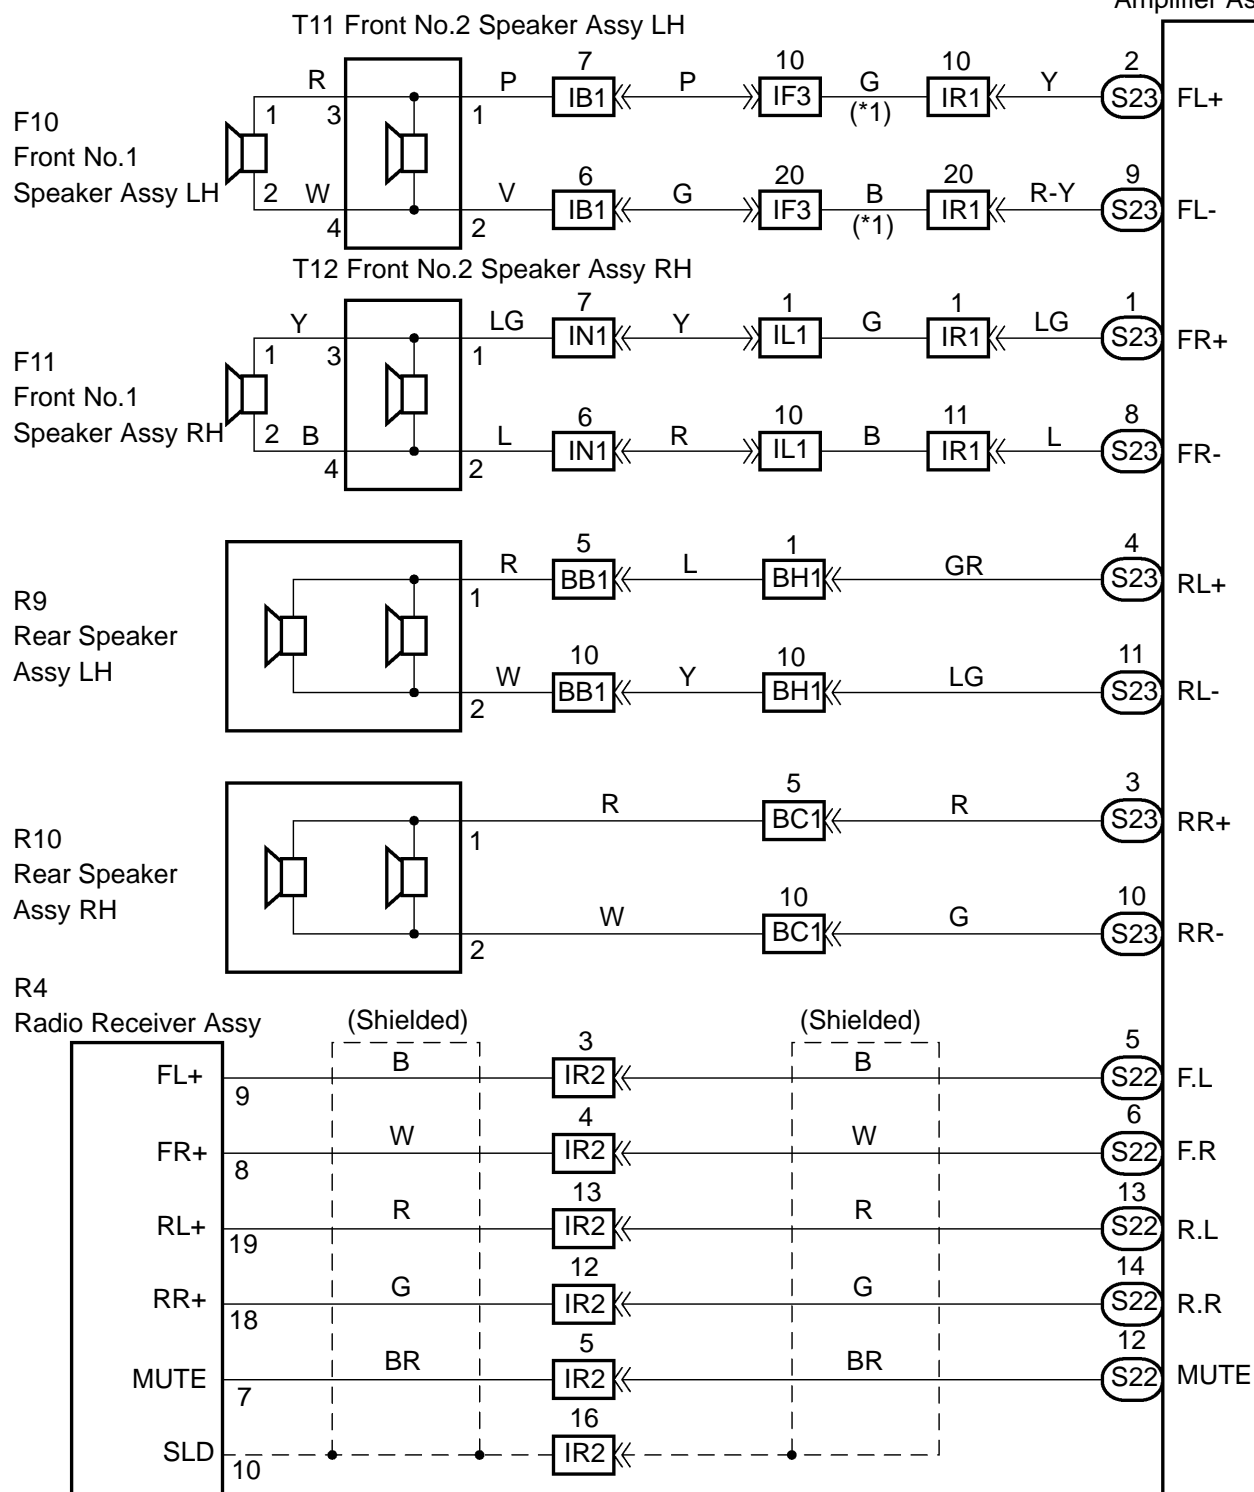 Amplifier As
T11 Front No.2 Speaker Assy LH
R 3 P 1 7 IB1 P 10 IF3 G (*1) 10 IR1 Y 2 S23 FL+
F10
Front No.1
Speaker Assy LH
1
2 W 4 V 2 6 IB1 G 20 IF3 B (*1) 20 IR1 R-Y 9 S23 FL-
T12 Front No.2 Speaker Assy RH
Y 3 LG 1 7 IN1 Y 1 IL1 G 1 IR1 LG 1 S23 FR+
F11
Front No.1
Speaker Assy RH
1
2 B 4 L 2 6 IN1 R 10 IL1 B 11 IR1 L 8 S23 FR-
R 1 5 BB1 L 1 BH1 GR 4 S23 RL+
R9
Rear Speaker
Assy LH
W 2 10 BB1 Y 10 BH1 LG 11 S23 RL-
1 R 5 BC1 R 3 S23 RR+
R10
Rear Speaker
Assy RH
2 W 10 BC1 G 10 S23 RR-
R4
Radio Receiver Assy
(Shielded) (Shielded)
FL+ 9 B 3 IR2 B 5 S22 F.L
FR+ 8 W 4 IR2 W 6 S22 F.R
RL+ 19 R 13 IR2 R 13 S22 R.L
RR+ 18 G 12 IR2 G 14 S22 R.R
MUTE 7 BR 5 IR2 BR 12 S22 MUTE
SLD 10 16 IR2